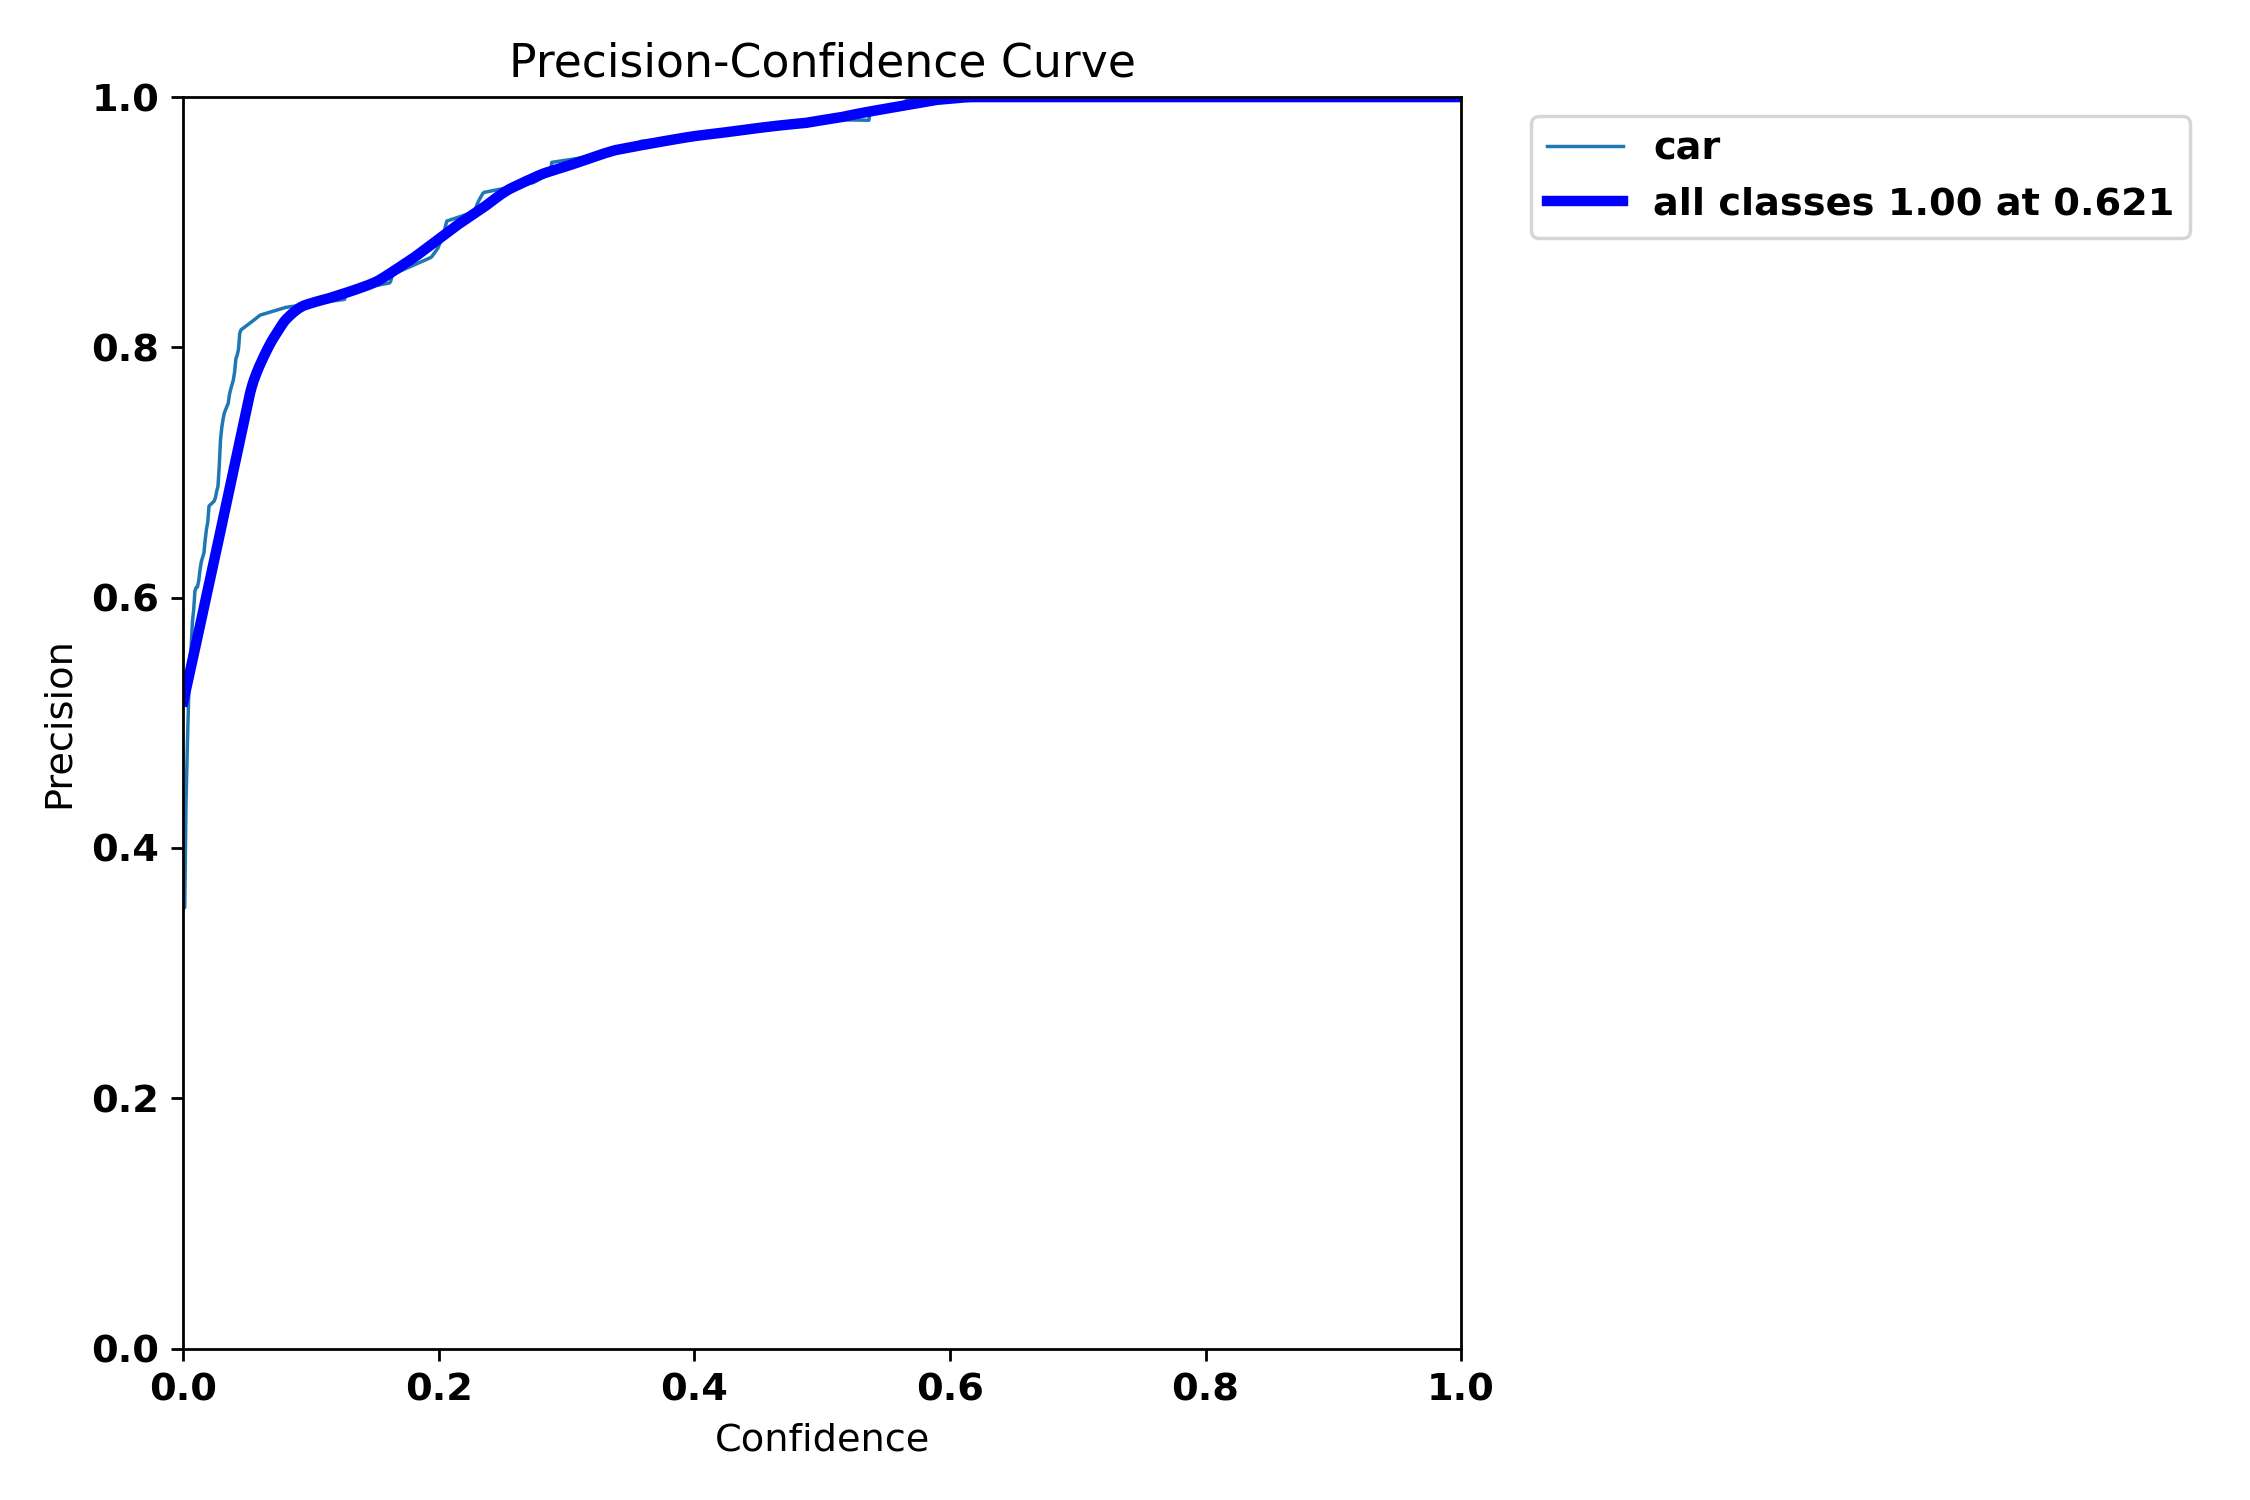 Precision-Confidence Curve
1.0
0.8
0.6
0.4
0.2
0.0
Precision
0.0 0.2 0.4 0.6 0.8 1.0
Confidence
car
all classes 1.00 at 0.621